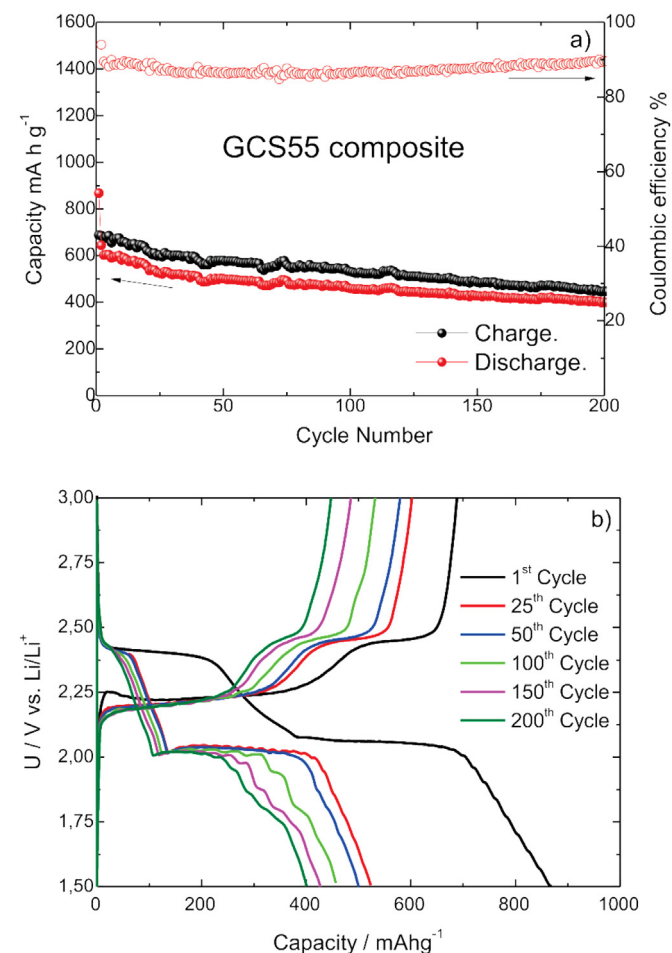 a)
1600
1400
1200
1000
800
600
400
200
0
Capacity mA h g⁻¹
100
80
60
40
20
Coulombic efficiency %
GCS55 composite
Charge.
Discharge.
0 50 100 150 200
Cycle Number
b)
3,00
2,75
2,50
2,25
2,00
1,75
1,50
U / V vs. Li/Li⁺
1ˢᵗ Cycle
25ᵗʰ Cycle
50ᵗʰ Cycle
100ᵗʰ Cycle
150ᵗʰ Cycle
200ᵗʰ Cycle
0 200 400 600 800 1000
Capacity / mAhg⁻¹